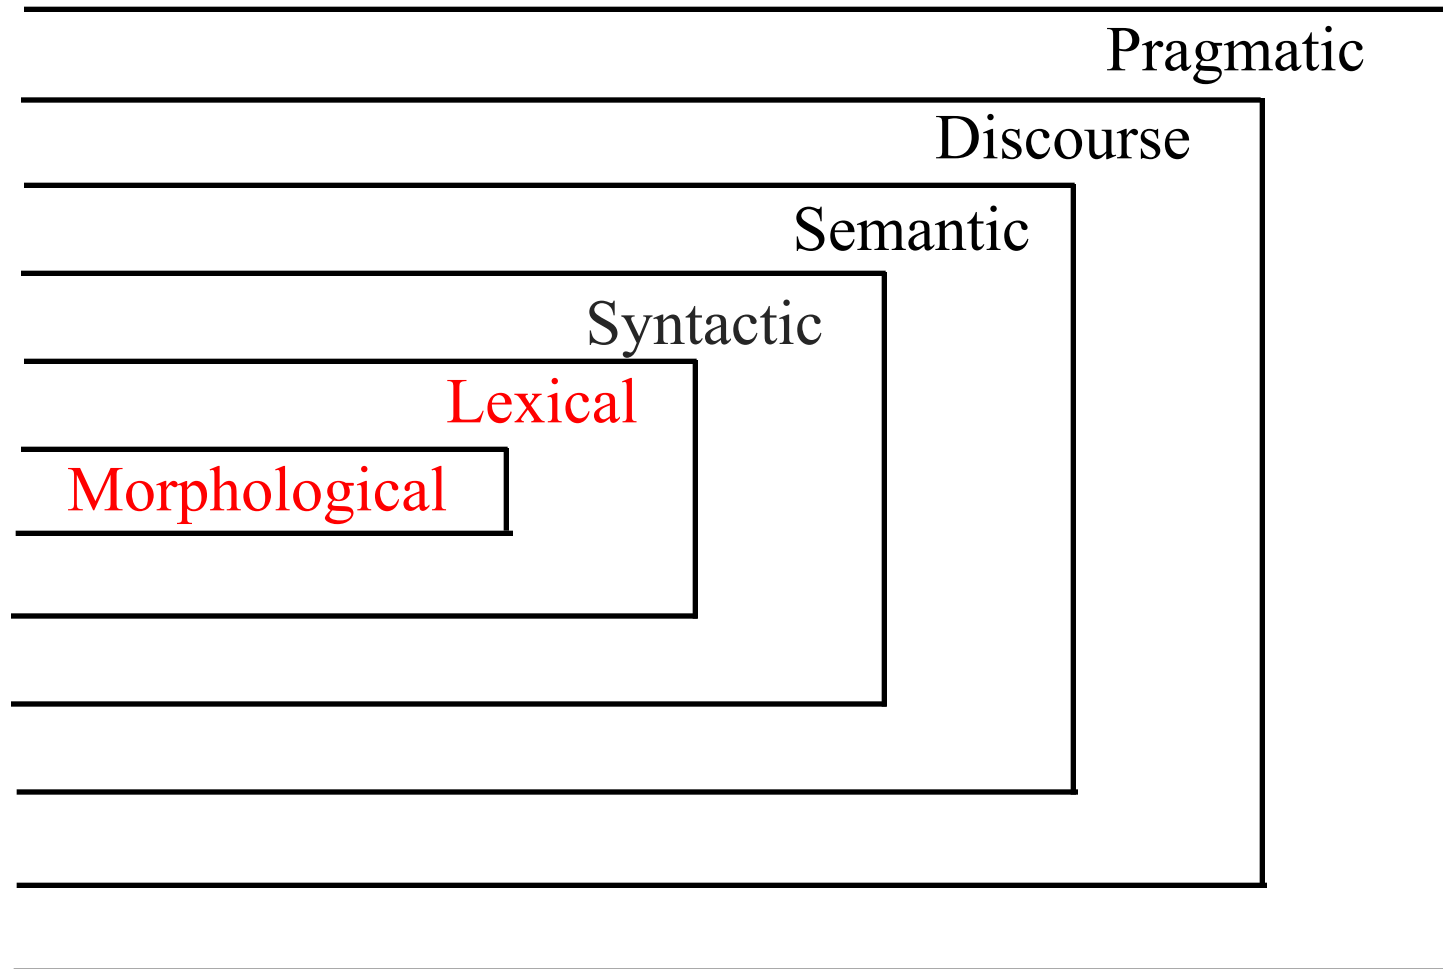 Pragmatic
Discourse
Semantic
Syntactic
Lexical
Morphological